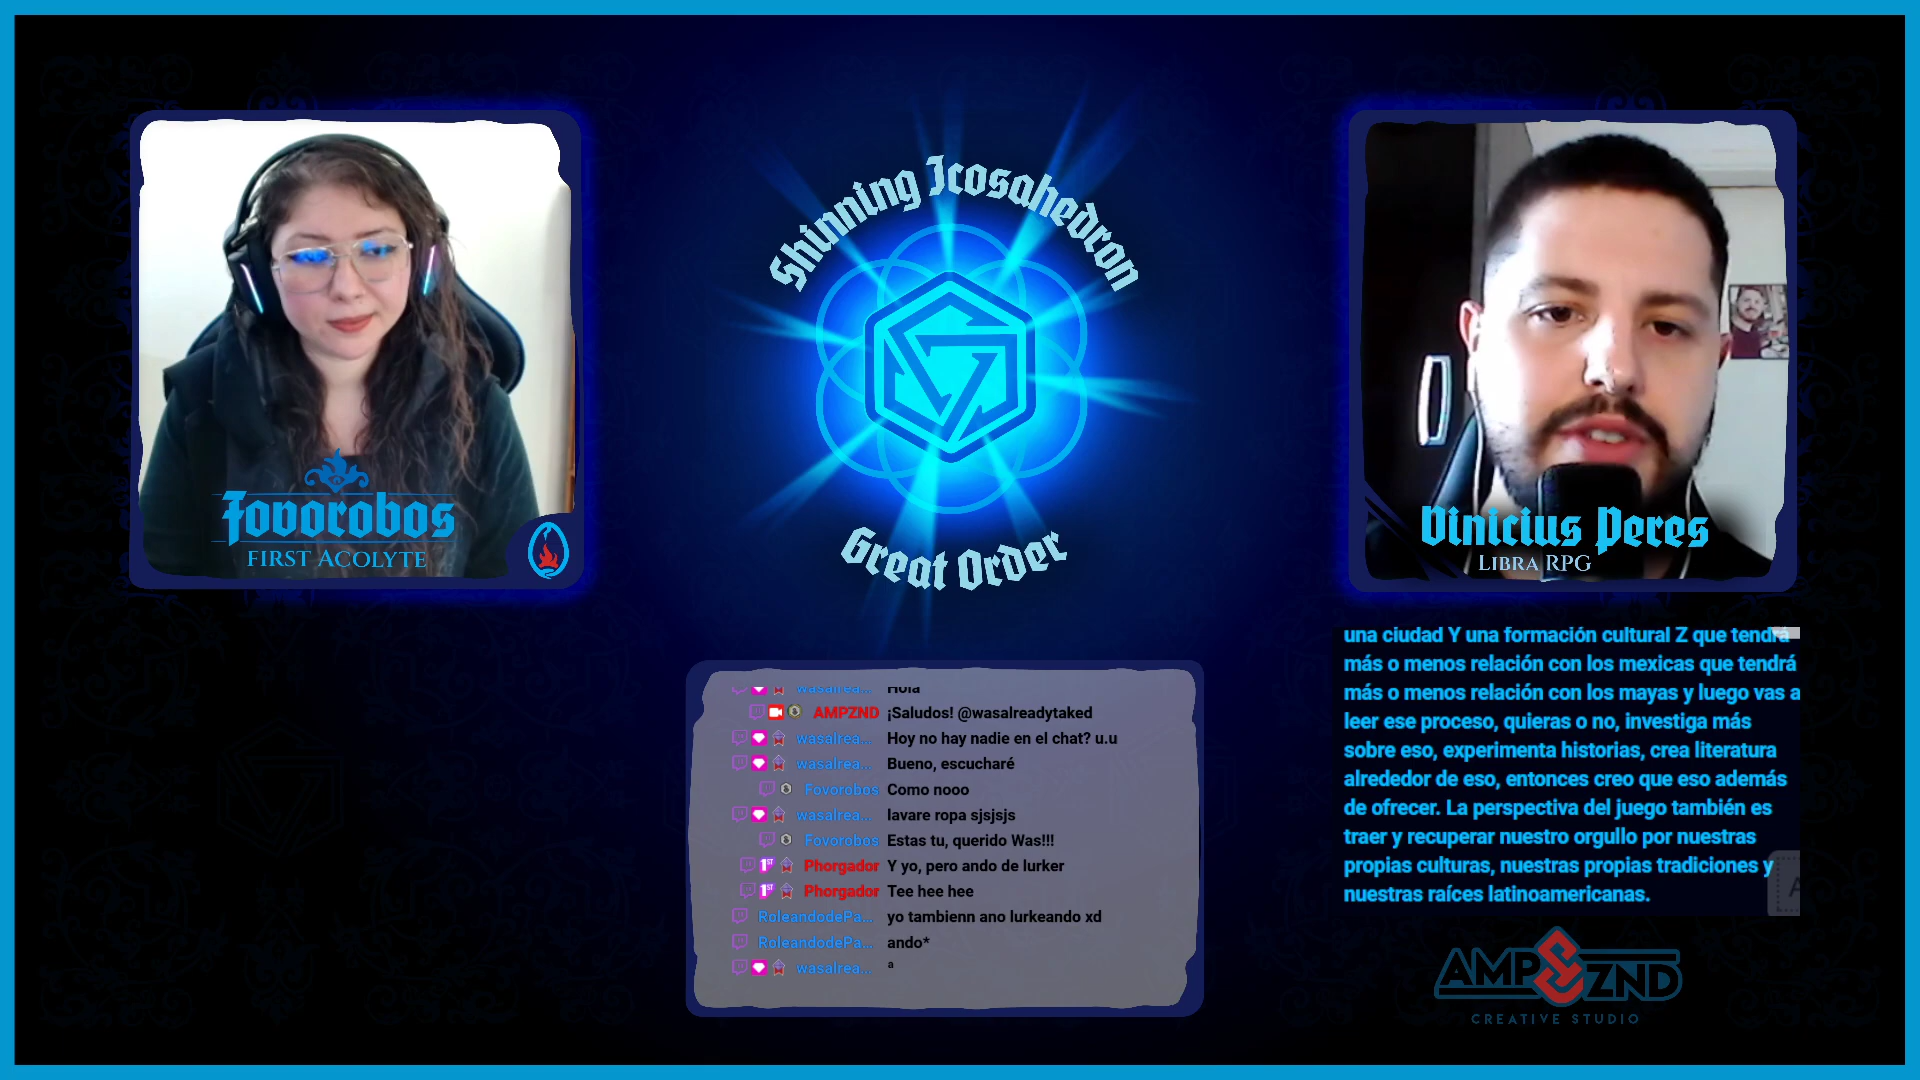 Shinning Icosahedron
Great Order
Fovorobos
FIRST ACOLYTE
Vinicius Peres
LIBRA RPG
wasalrea... Hola
AMPZND ¡Saludos! @wasalreadytaked
wasalrea... Hoy no hay nadie en el chat? u.u
wasalrea... Bueno, escucharé
Fovorobos Como nooo
wasalrea... lavare ropa sjsjsjs
Fovorobos Estas tu, querido Was!!!
1ST Phorgador Y yo, pero ando de lurker
1ST Phorgador Tee hee hee
RoleandodePa... yo tambienn ano lurkeando xd
RoleandodePa... ando*
wasalrea... ª
una ciudad Y una formación cultural Z que tendrá
más o menos relación con los mexicas que tendrá
más o menos relación con los mayas y luego vas a
leer ese proceso, quieras o no, investiga más
sobre eso, experimenta historias, crea literatura
alrededor de eso, entonces creo que eso además
de ofrecer. La perspectiva del juego también es
traer y recuperar nuestro orgullo por nuestras
propias culturas, nuestras propias tradiciones y
nuestras raíces latinoamericanas.
AMP&ZND
CREATIVE STUDIO